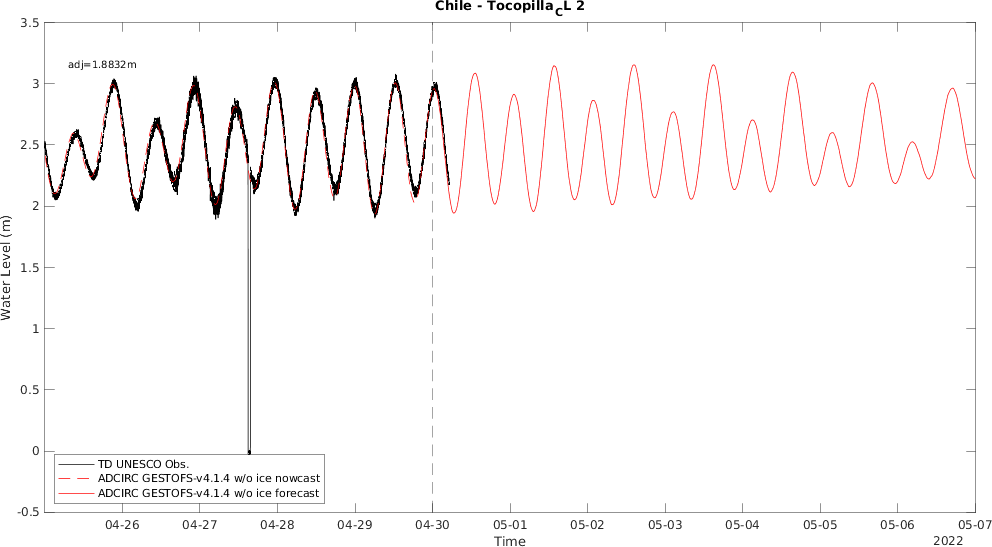 Chile - Tocopilla_CL 2
adj=1.8832m
3.5
3
2.5
2
1.5
1
0.5
0
-0.5
Water Level (m)
TD UNESCO Obs.
ADCIRC GESTOFS-v4.1.4 w/o ice nowcast
ADCIRC GESTOFS-v4.1.4 w/o ice forecast
04-26 04-27 04-28 04-29 04-30 05-01 05-02 05-03 05-04 05-05 05-06 05-07
Time
2022